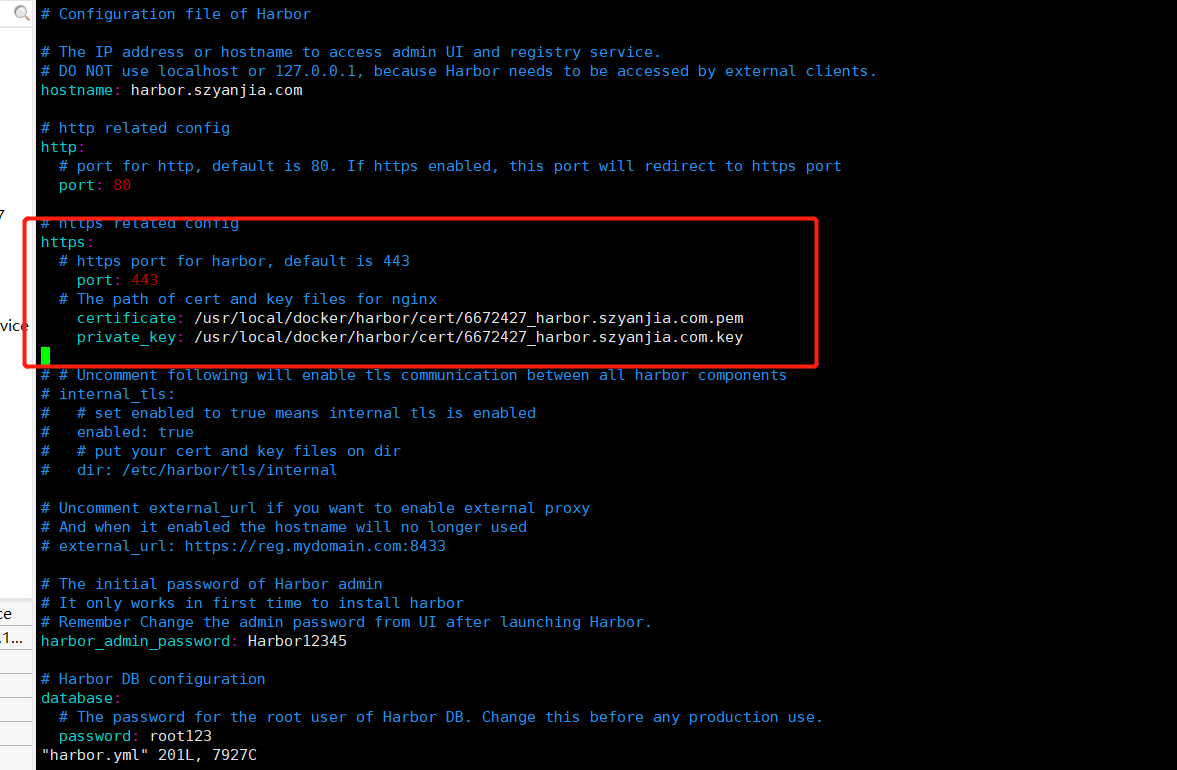 # Configuration file of Harbor
# The IP address or hostname to access admin UI and registry service.
# DO NOT use localhost or 127.0.0.1, because Harbor needs to be accessed by external clients.
hostname: harbor.szyanjia.com
# http related config
http:
# port for http, default is 80. If https enabled, this port will redirect to https port
port: 80
7
# https related config
https:
# https port for harbor, default is 443
port: 443
# The path of cert and key files for nginx
certificate: /usr/local/docker/harbor/cert/6672427_harbor.szyanjia.com.pem
vice
private_key: /usr/local/docker/harbor/cert/6672427_harbor.szyanjia.com.key
# # Uncomment following will enable tls communication between all harbor components
# internal_tls:
#   # set enabled to true means internal tls is enabled
#   enabled: true
#   # put your cert and key files on dir
#   dir: /etc/harbor/tls/internal
# Uncomment external_url if you want to enable external proxy
# And when it enabled the hostname will no longer used
# external_url: https://reg.mydomain.com:8433
# The initial password of Harbor admin
# It only works in first time to install harbor
ce
# Remember Change the admin password from UI after launching Harbor.
.1...
harbor_admin_password: Harbor12345
# Harbor DB configuration
database:
# The password for the root user of Harbor DB. Change this before any production use.
password: root123
"harbor.yml" 201L, 7927C